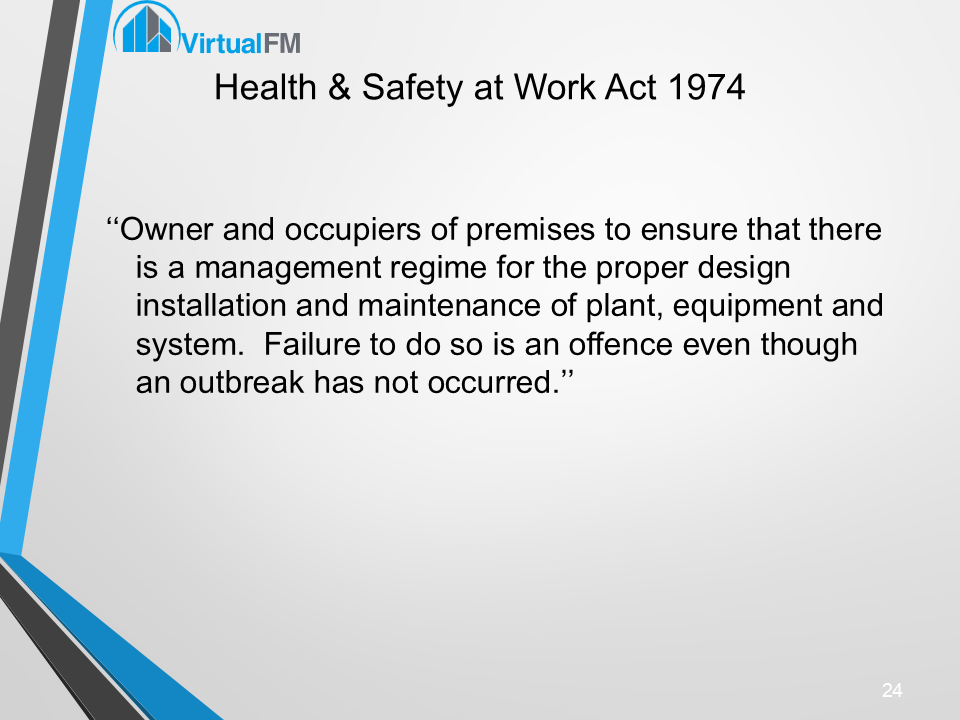 VirtualFM
Health & Safety at Work Act 1974
‘‘Owner and occupiers of premises to ensure that there
is a management regime for the proper design
installation and maintenance of plant, equipment and
system.  Failure to do so is an offence even though
an outbreak has not occurred.’’
24